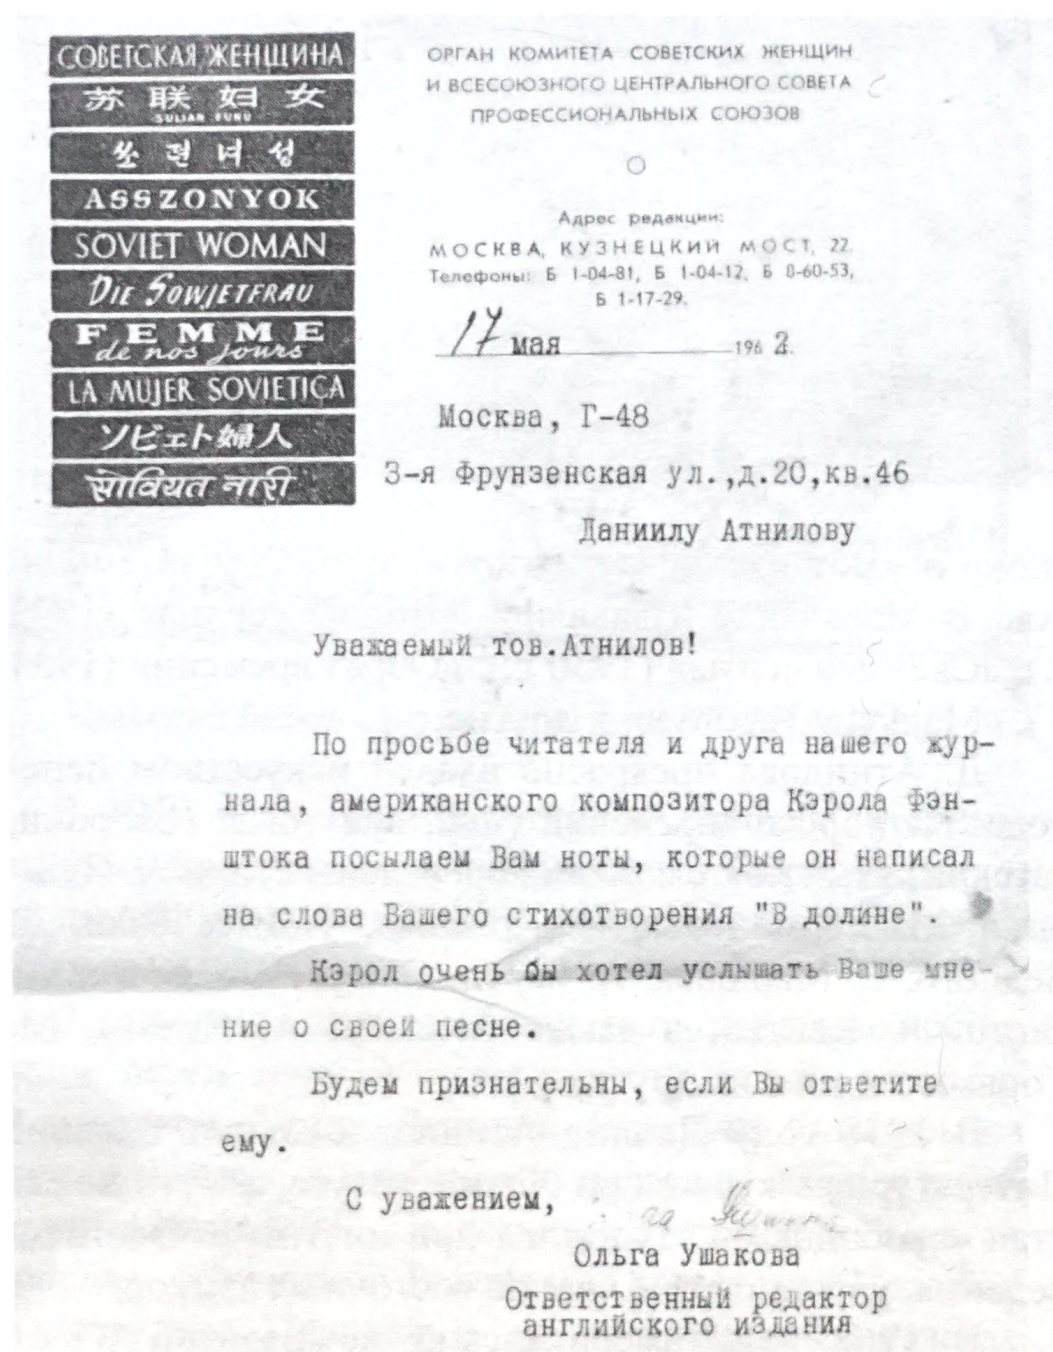 СОВЕТСКАЯ ЖЕНЩИНА
苏联妇女
SULIAN FUNU
쏘련녀성
ASSZONYOK
SOVIET WOMAN
DIE SOWJETFRAU
FEMME
de nos jours
LA MUJER SOVIETICA
ソビェト婦人
सोवियत नारी
ОРГАН КОМИТЕТА СОВЕТСКИХ ЖЕНЩИН
И ВСЕСОЮЗНОГО ЦЕНТРАЛЬНОГО СОВЕТА
ПРОФЕССИОНАЛЬНЫХ СОЮЗОВ
Адрес редакции:
МОСКВА, КУЗНЕЦКИЙ МОСТ, 22.
Телефоны: Б 1-04-81, Б 1-04-12, Б 8-60-53,
Б 1-17-29.
17 мая 1962.
Москва, Г-48
3-я Фрунзенская ул.,д.20,кв.46
Даниилу Атнилову
Уважаемый тов.Атнилов!
По просьбе читателя и друга нашего жур-
нала, американского композитора Кэрола Фэн-
штока посылаем Вам ноты, которые он написал
на слова Вашего стихотворения "В долине".
Кэрол очень бы хотел услышать Ваше мне-
ние о своей песне.
Будем признательны, если Вы ответите
ему.
С уважением,
Ольга Ушакова
Ответственный редактор
английского издания